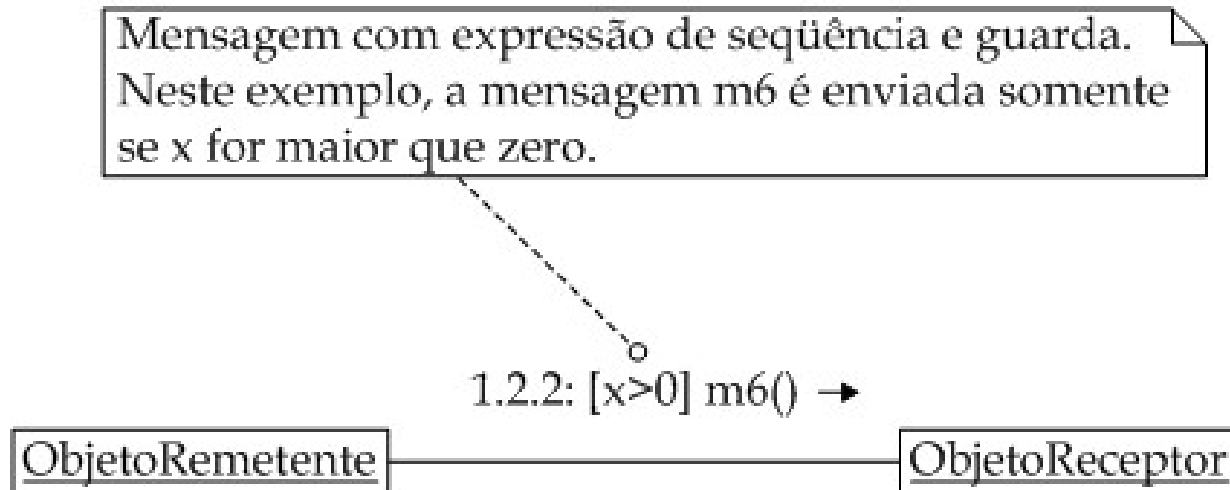 Mensagem com expressão de seqüência e guarda.
Neste exemplo, a mensagem m6 é enviada somente
se x for maior que zero.
1.2.2: [x>0] m6()
ObjetoRemetente
ObjetoReceptor